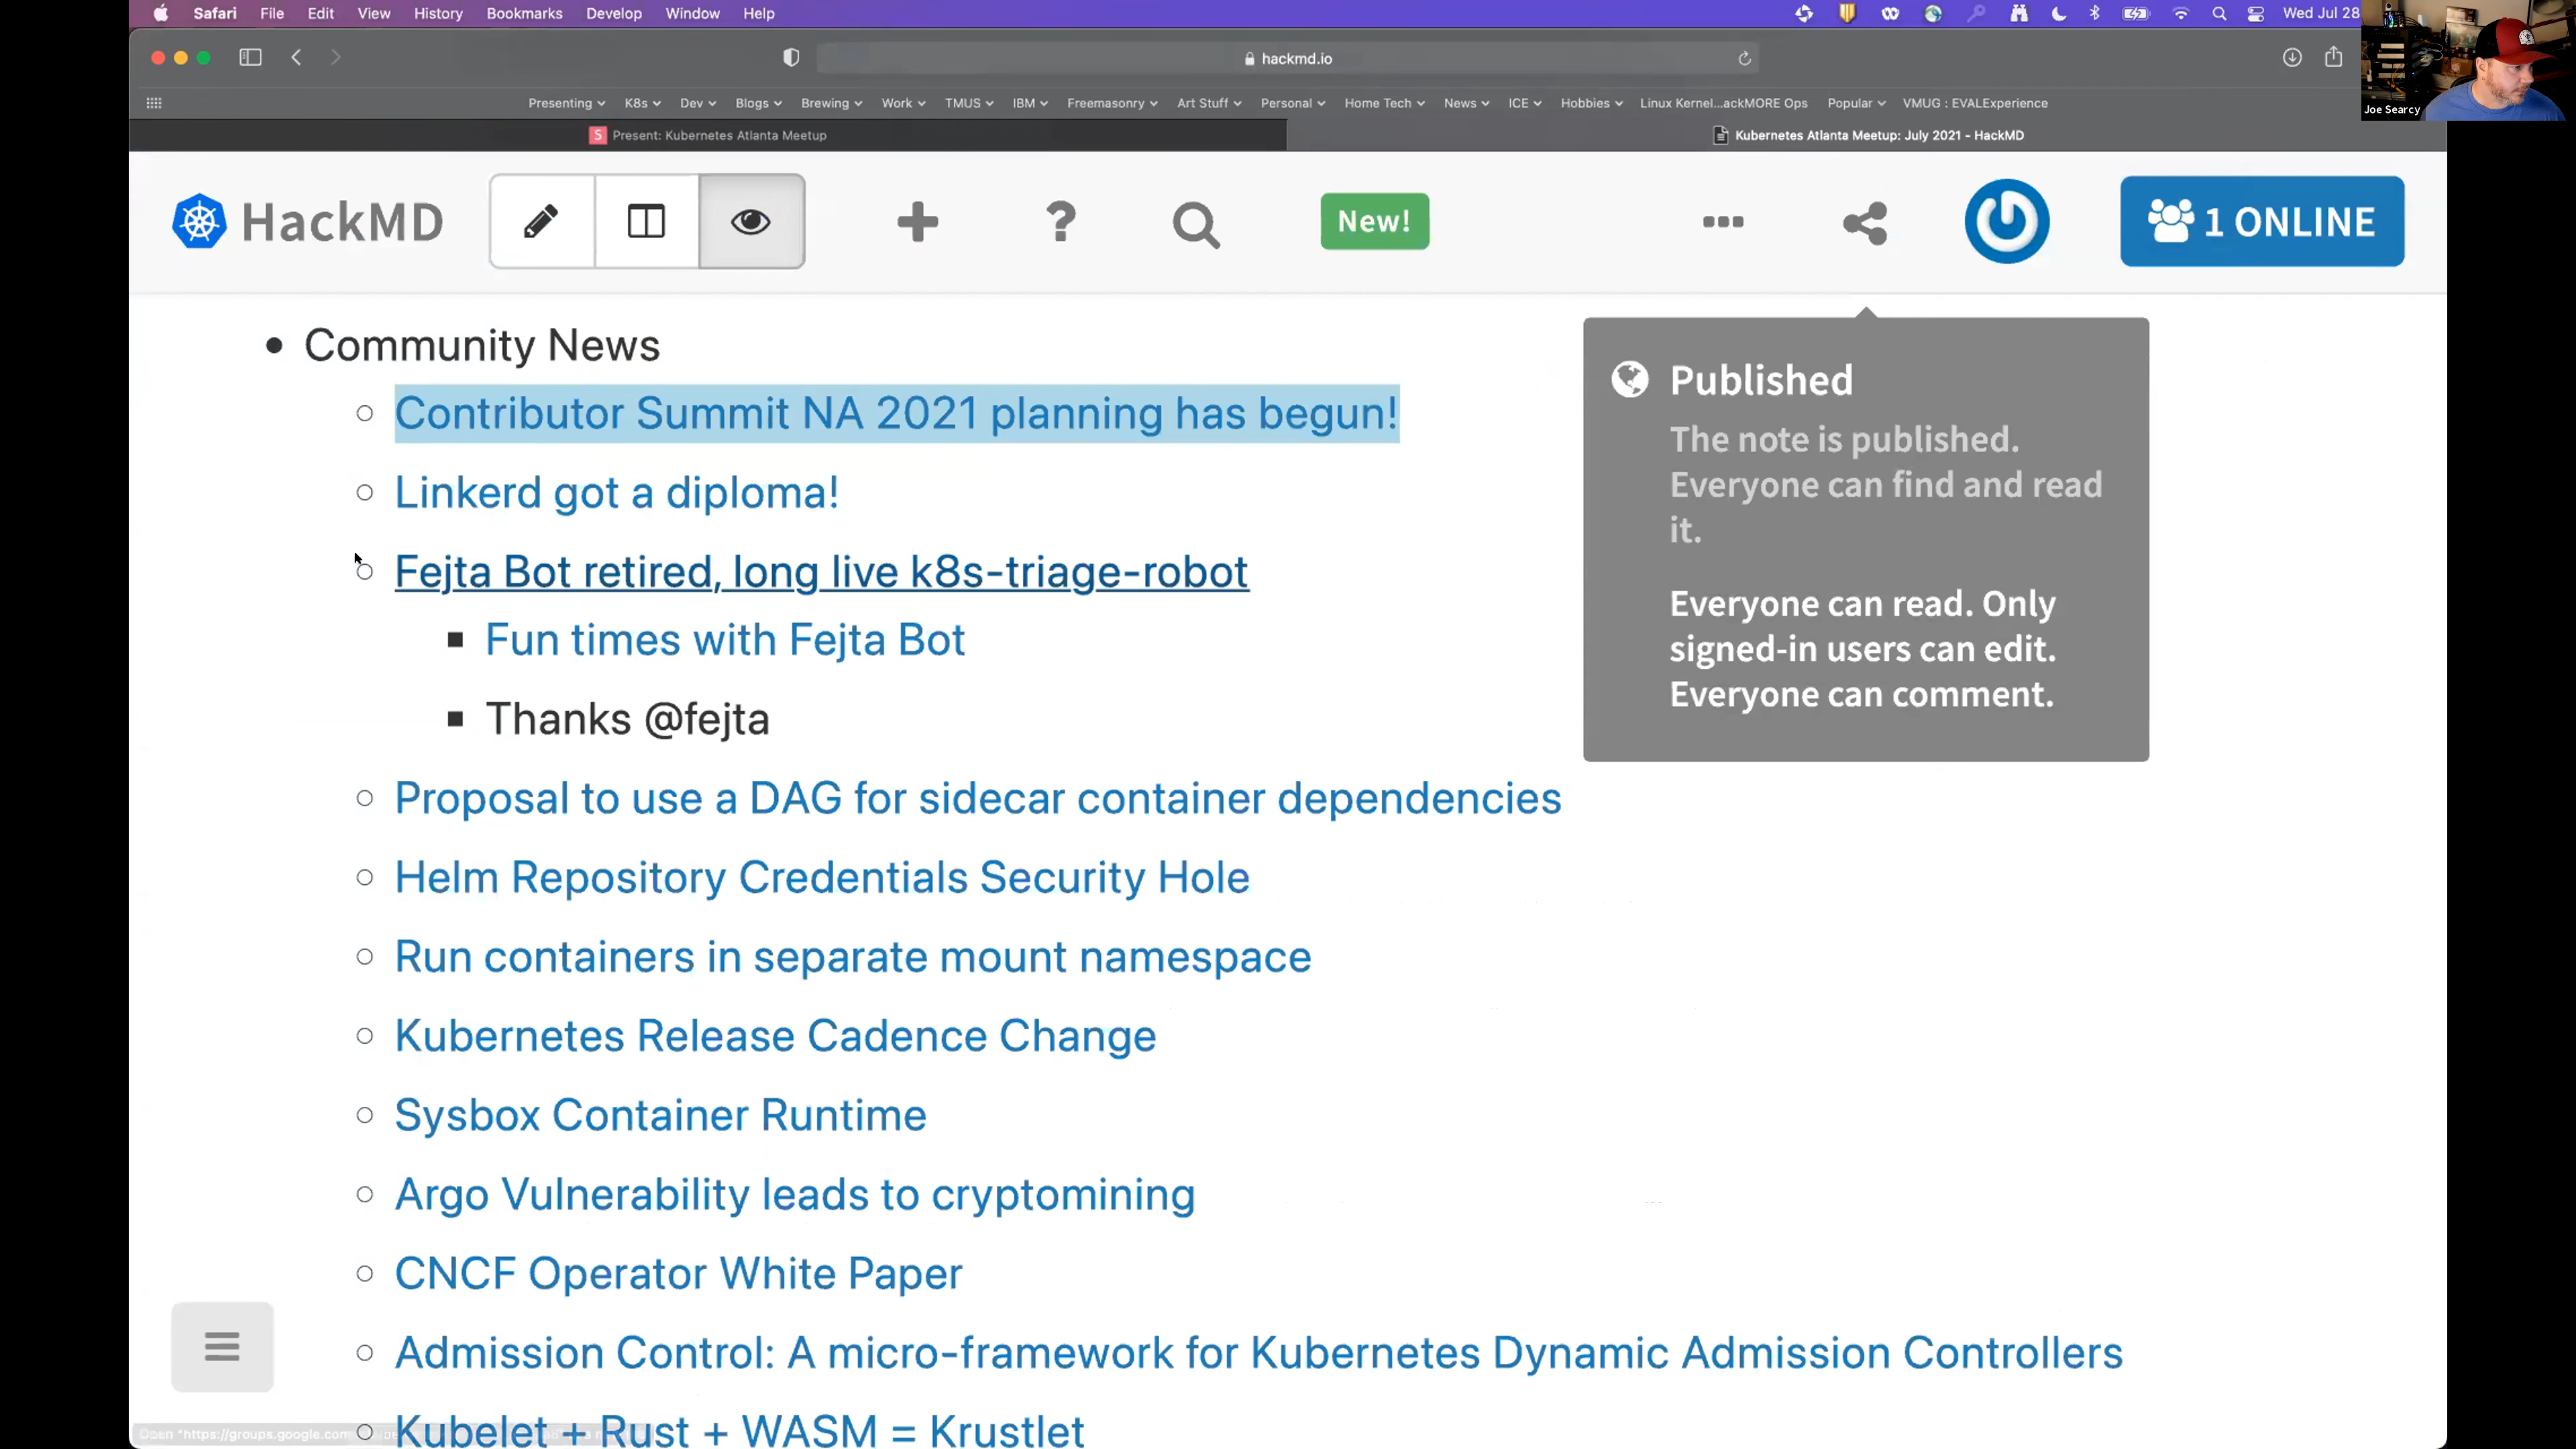 Safari File Edit View History Bookmarks Develop Window Help Wed Jul 28
hackmd.io
Presenting K8s Dev Blogs Brewing Work TMUS IBM Freemasonry Art Stuff Personal Home Tech News ICE Hobbies Linux Kernel...ackMORE Ops Popular VMUG : EVALExperience
Joe Searcy
S Present: Kubernetes Atlanta Meetup
Kubernetes Atlanta Meetup: July 2021 - HackMD
HackMD
New!
1 ONLINE
Community News
Contributor Summit NA 2021 planning has begun!
Linkerd got a diploma!
Fejta Bot retired, long live k8s-triage-robot
Fun times with Fejta Bot
Thanks @fejta
Proposal to use a DAG for sidecar container dependencies
Helm Repository Credentials Security Hole
Run containers in separate mount namespace
Kubernetes Release Cadence Change
Sysbox Container Runtime
Argo Vulnerability leads to cryptomining
CNCF Operator White Paper
Admission Control: A micro-framework for Kubernetes Dynamic Admission Controllers
Kubelet + Rust + WASM = Krustlet
Published
The note is published.
Everyone can find and read
it.
Everyone can read. Only
signed-in users can edit.
Everyone can comment.
Open "https://groups.google.com